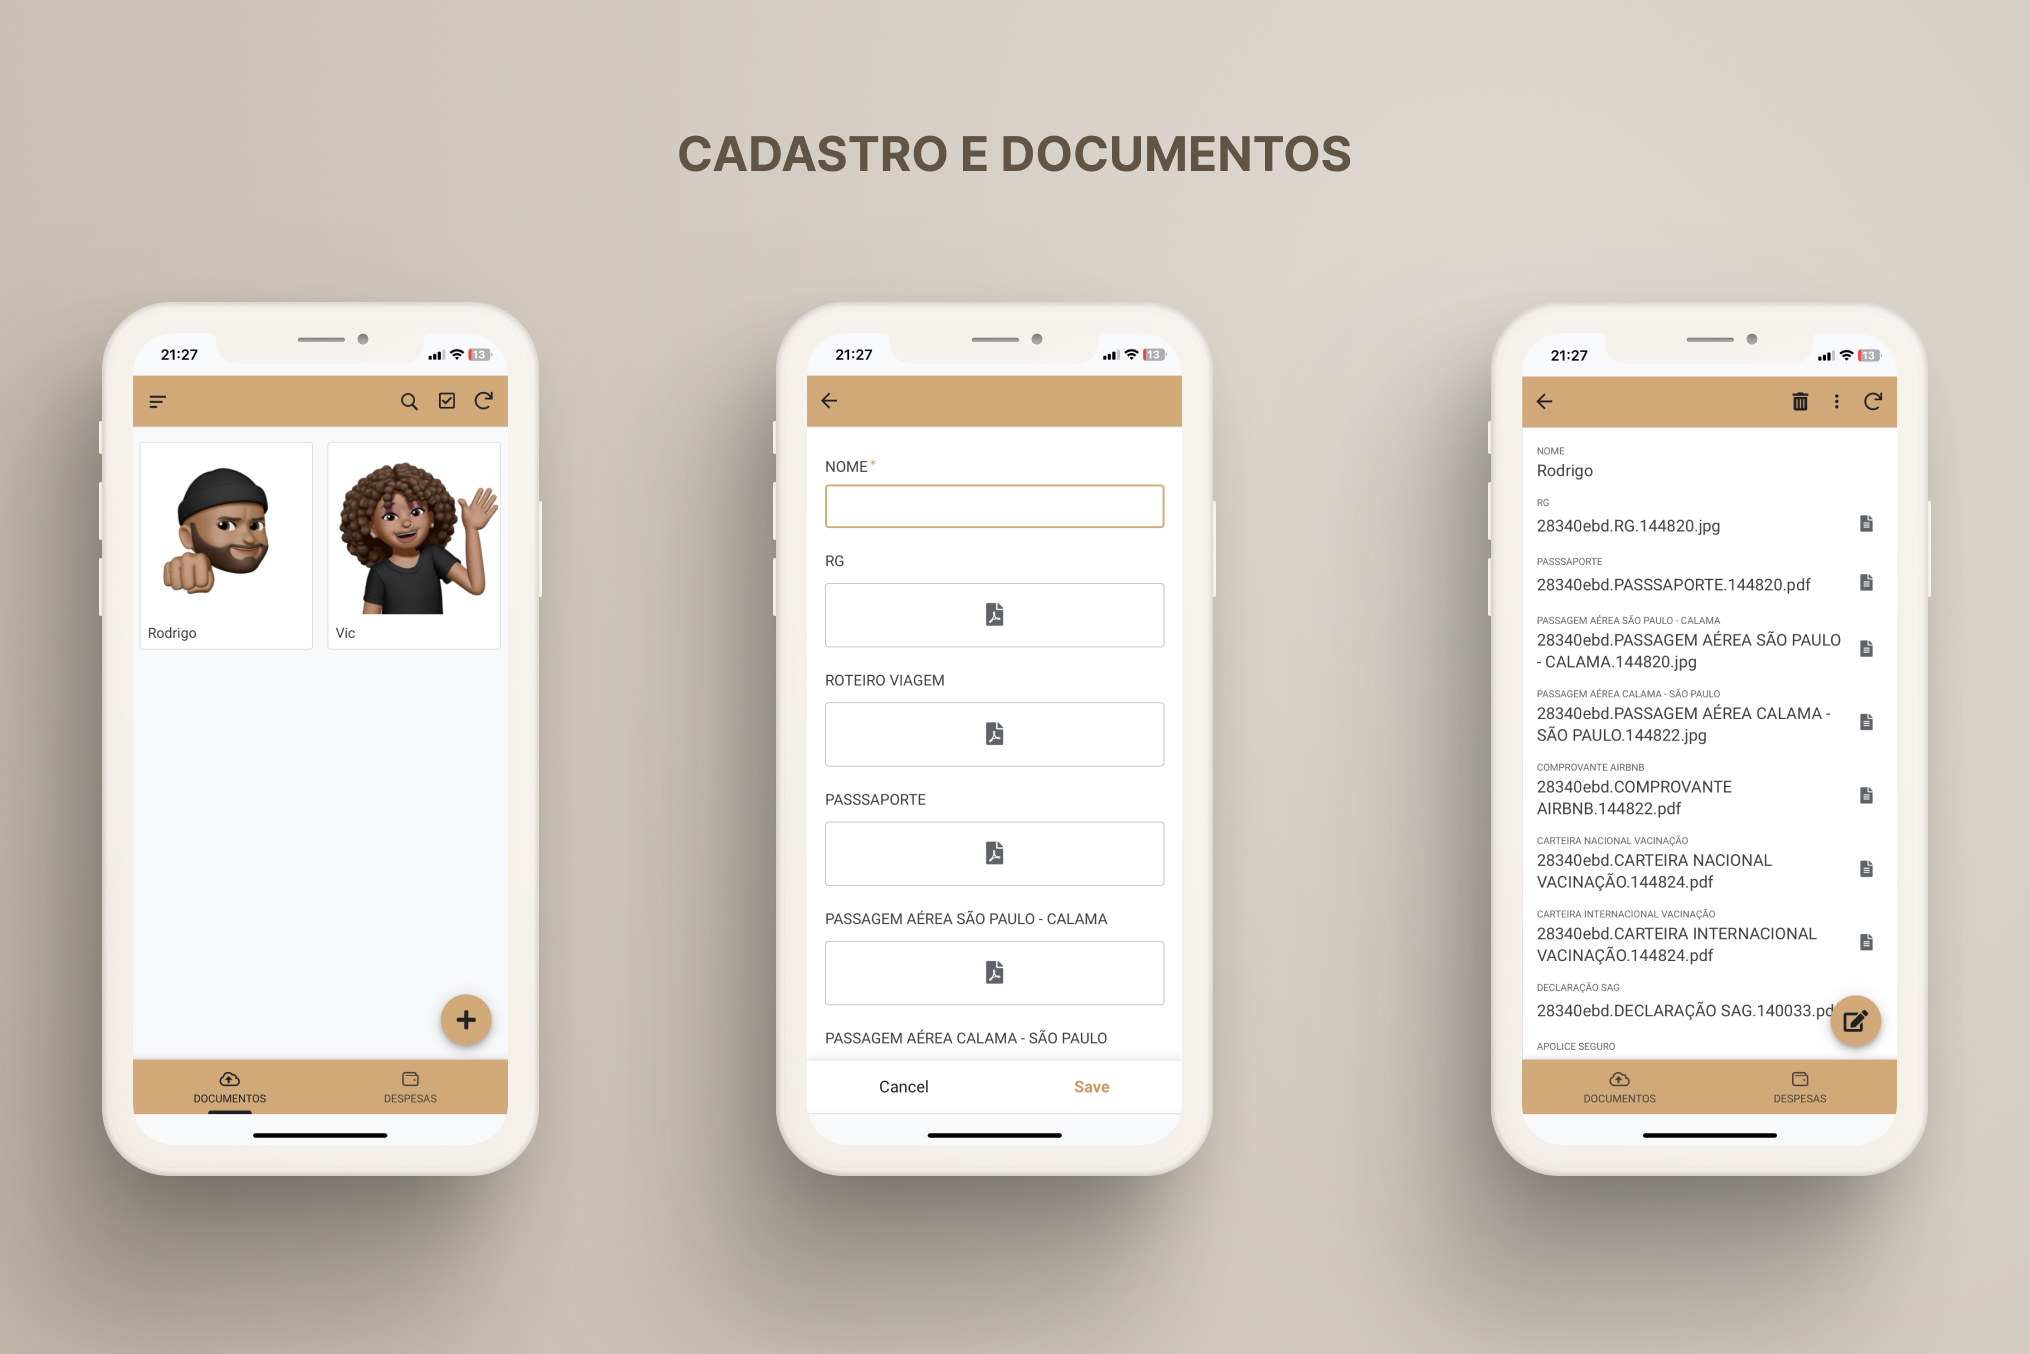 CADASTRO E DOCUMENTOS
21:27
13
Rodrigo
Vic
DOCUMENTOS
DESPESAS
21:27
13
NOME*
RG
ROTEIRO VIAGEM
PASSSAPORTE
PASSAGEM AÉREA SÃO PAULO - CALAMA
PASSAGEM AÉREA CALAMA - SÃO PAULO
Cancel
Save
21:27
13
NOME
Rodrigo
RG
28340ebd.RG.144820.jpg
PASSSAPORTE
28340ebd.PASSSAPORTE.144820.pdf
PASSAGEM AÉREA SÃO PAULO - CALAMA
28340ebd.PASSAGEM AÉREA SÃO PAULO
- CALAMA.144820.jpg
PASSAGEM AÉREA CALAMA - SÃO PAULO
28340ebd.PASSAGEM AÉREA CALAMA -
SÃO PAULO.144822.jpg
COMPROVANTE AIRBNB
28340ebd.COMPROVANTE
AIRBNB.144822.pdf
CARTEIRA NACIONAL VACINAÇÃO
28340ebd.CARTEIRA NACIONAL
VACINAÇÃO.144824.pdf
CARTEIRA INTERNACIONAL VACINAÇÃO
28340ebd.CARTEIRA INTERNACIONAL
VACINAÇÃO.144824.pdf
DECLARAÇÃO SAG
28340ebd.DECLARAÇÃO SAG.140033.pd
APOLICE SEGURO
DOCUMENTOS
DESPESAS